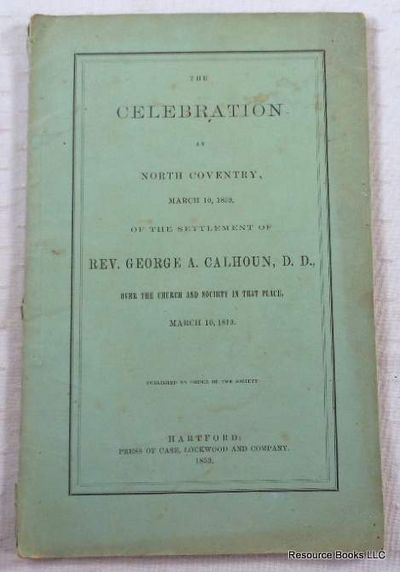 THE
CELEBRATION
AT
NORTH COVENTRY,
MARCH 10, 1859,
OF THE SETTLEMENT OF
REV. GEORGE A. CALHOUN, D. D.,
OVER THE CHURCH AND SOCIETY IN THAT PLACE,
MARCH 10, 1819.
PUBLISHED BY ORDER OF THE SOCIETY
HARTFORD:
PRESS OF CASE, LOCKWOOD AND COMPANY.
1859.
Resource Books LLC